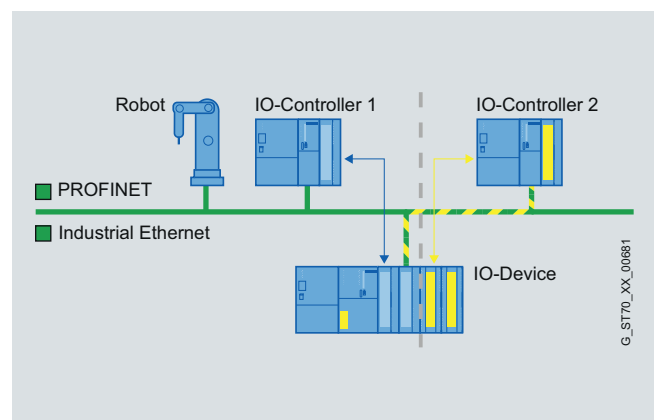 Robot
IO-Controller 1
IO-Controller 2
PROFINET
Industrial Ethernet
IO-Device
G_ST70_XX_00681